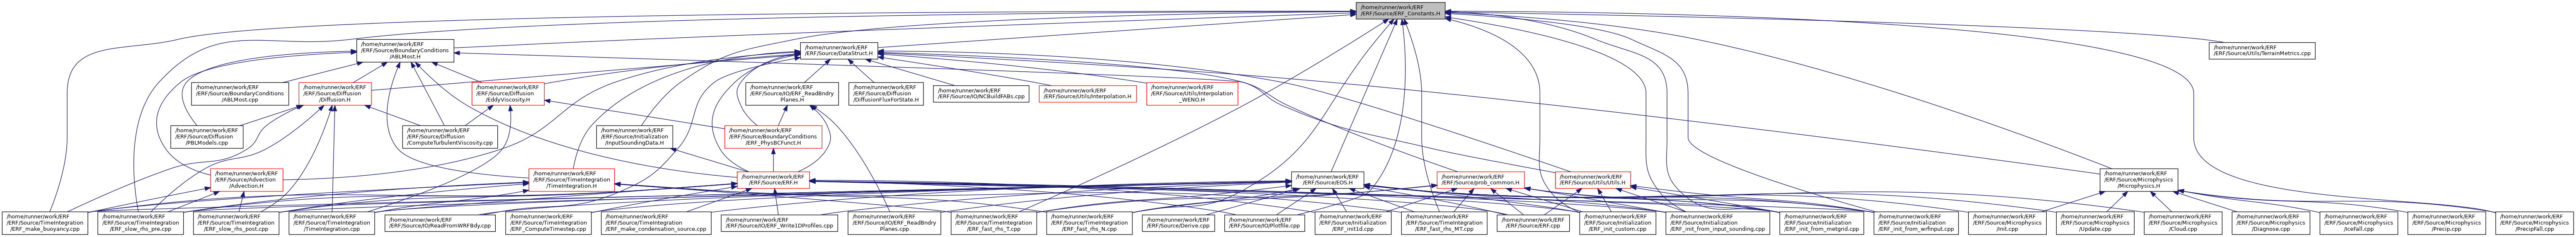 /home/runner/work/ERF
/ERF/Source/ERF_Constants.H
/home/runner/work/ERF
/ERF/Source/BoundaryConditions
/ABLMost.H
/home/runner/work/ERF
/ERF/Source/DataStruct.H
/home/runner/work/ERF
/ERF/Source/Utils/TerrainMetrics.cpp
/home/runner/work/ERF
/ERF/Source/BoundaryConditions
/ABLMost.cpp
/home/runner/work/ERF
/ERF/Source/Diffusion
/Diffusion.H
/home/runner/work/ERF
/ERF/Source/Diffusion
/EddyViscosity.H
/home/runner/work/ERF
/ERF/Source/IO/ERF_ReadBndry
Planes.H
/home/runner/work/ERF
/ERF/Source/Diffusion
/DiffusionFluxForState.H
/home/runner/work/ERF
/ERF/Source/IO/NCBuildFABs.cpp
/home/runner/work/ERF
/ERF/Source/Utils/Interpolation.H
/home/runner/work/ERF
/ERF/Source/Utils/Interpolation
_WENO.H
/home/runner/work/ERF
/ERF/Source/Diffusion
/PBLModels.cpp
/home/runner/work/ERF
/ERF/Source/Diffusion
/ComputeTurbulentViscosity.cpp
/home/runner/work/ERF
/ERF/Source/Initialization
/InputSoundingData.H
/home/runner/work/ERF
/ERF/Source/BoundaryConditions
/ERF_PhysBCFunct.H
/home/runner/work/ERF
/ERF/Source/Advection
/Advection.H
/home/runner/work/ERF
/ERF/Source/TimeIntegration
/TimeIntegration.H
/home/runner/work/ERF
/ERF/Source/ERF.H
/home/runner/work/ERF
/ERF/Source/EOS.H
/home/runner/work/ERF
/ERF/Source/prob_common.H
/home/runner/work/ERF
/ERF/Source/Utils/Utils.H
/home/runner/work/ERF
/ERF/Source/Microphysics
/Microphysics.H
/home/runner/work/ERF
/ERF/Source/TimeIntegration
/ERF_make_buoyancy.cpp
/home/runner/work/ERF
/ERF/Source/TimeIntegration
/ERF_slow_rhs_pre.cpp
/home/runner/work/ERF
/ERF/Source/TimeIntegration
/ERF_slow_rhs_post.cpp
/home/runner/work/ERF
/ERF/Source/TimeIntegration
/TimeIntegration.cpp
/home/runner/work/ERF
/ERF/Source/IO/ReadFromWRFBdy.cpp
/home/runner/work/ERF
/ERF/Source/TimeIntegration
/ERF_ComputeTimestep.cpp
/home/runner/work/ERF
/ERF/Source/TimeIntegration
/ERF_make_condensation_source.cpp
/home/runner/work/ERF
/ERF/Source/IO/ERF_Write1DProfiles.cpp
/home/runner/work/ERF
/ERF/Source/IO/ERF_ReadBndry
Planes.cpp
/home/runner/work/ERF
/ERF/Source/TimeIntegration
/ERF_fast_rhs_T.cpp
/home/runner/work/ERF
/ERF/Source/TimeIntegration
/ERF_fast_rhs_N.cpp
/home/runner/work/ERF
/ERF/Source/Derive.cpp
/home/runner/work/ERF
/ERF/Source/IO/Plotfile.cpp
/home/runner/work/ERF
/ERF/Source/Initialization
/ERF_init1d.cpp
/home/runner/work/ERF
/ERF/Source/TimeIntegration
/ERF_fast_rhs_MT.cpp
/home/runner/work/ERF
/ERF/Source/ERF.cpp
/home/runner/work/ERF
/ERF/Source/Initialization
/ERF_init_custom.cpp
/home/runner/work/ERF
/ERF/Source/Initialization
/ERF_init_from_input_sounding.cpp
/home/runner/work/ERF
/ERF/Source/Initialization
/ERF_init_from_metgrid.cpp
/home/runner/work/ERF
/ERF/Source/Initialization
/ERF_init_from_wrfinput.cpp
/home/runner/work/ERF
/ERF/Source/Microphysics
/Init.cpp
/home/runner/work/ERF
/ERF/Source/Microphysics
/Update.cpp
/home/runner/work/ERF
/ERF/Source/Microphysics
/Cloud.cpp
/home/runner/work/ERF
/ERF/Source/Microphysics
/Diagnose.cpp
/home/runner/work/ERF
/ERF/Source/Microphysics
/IceFall.cpp
/home/runner/work/ERF
/ERF/Source/Microphysics
/Precip.cpp
/home/runner/work/ERF
/ERF/Source/Microphysics
/PrecipFall.cpp